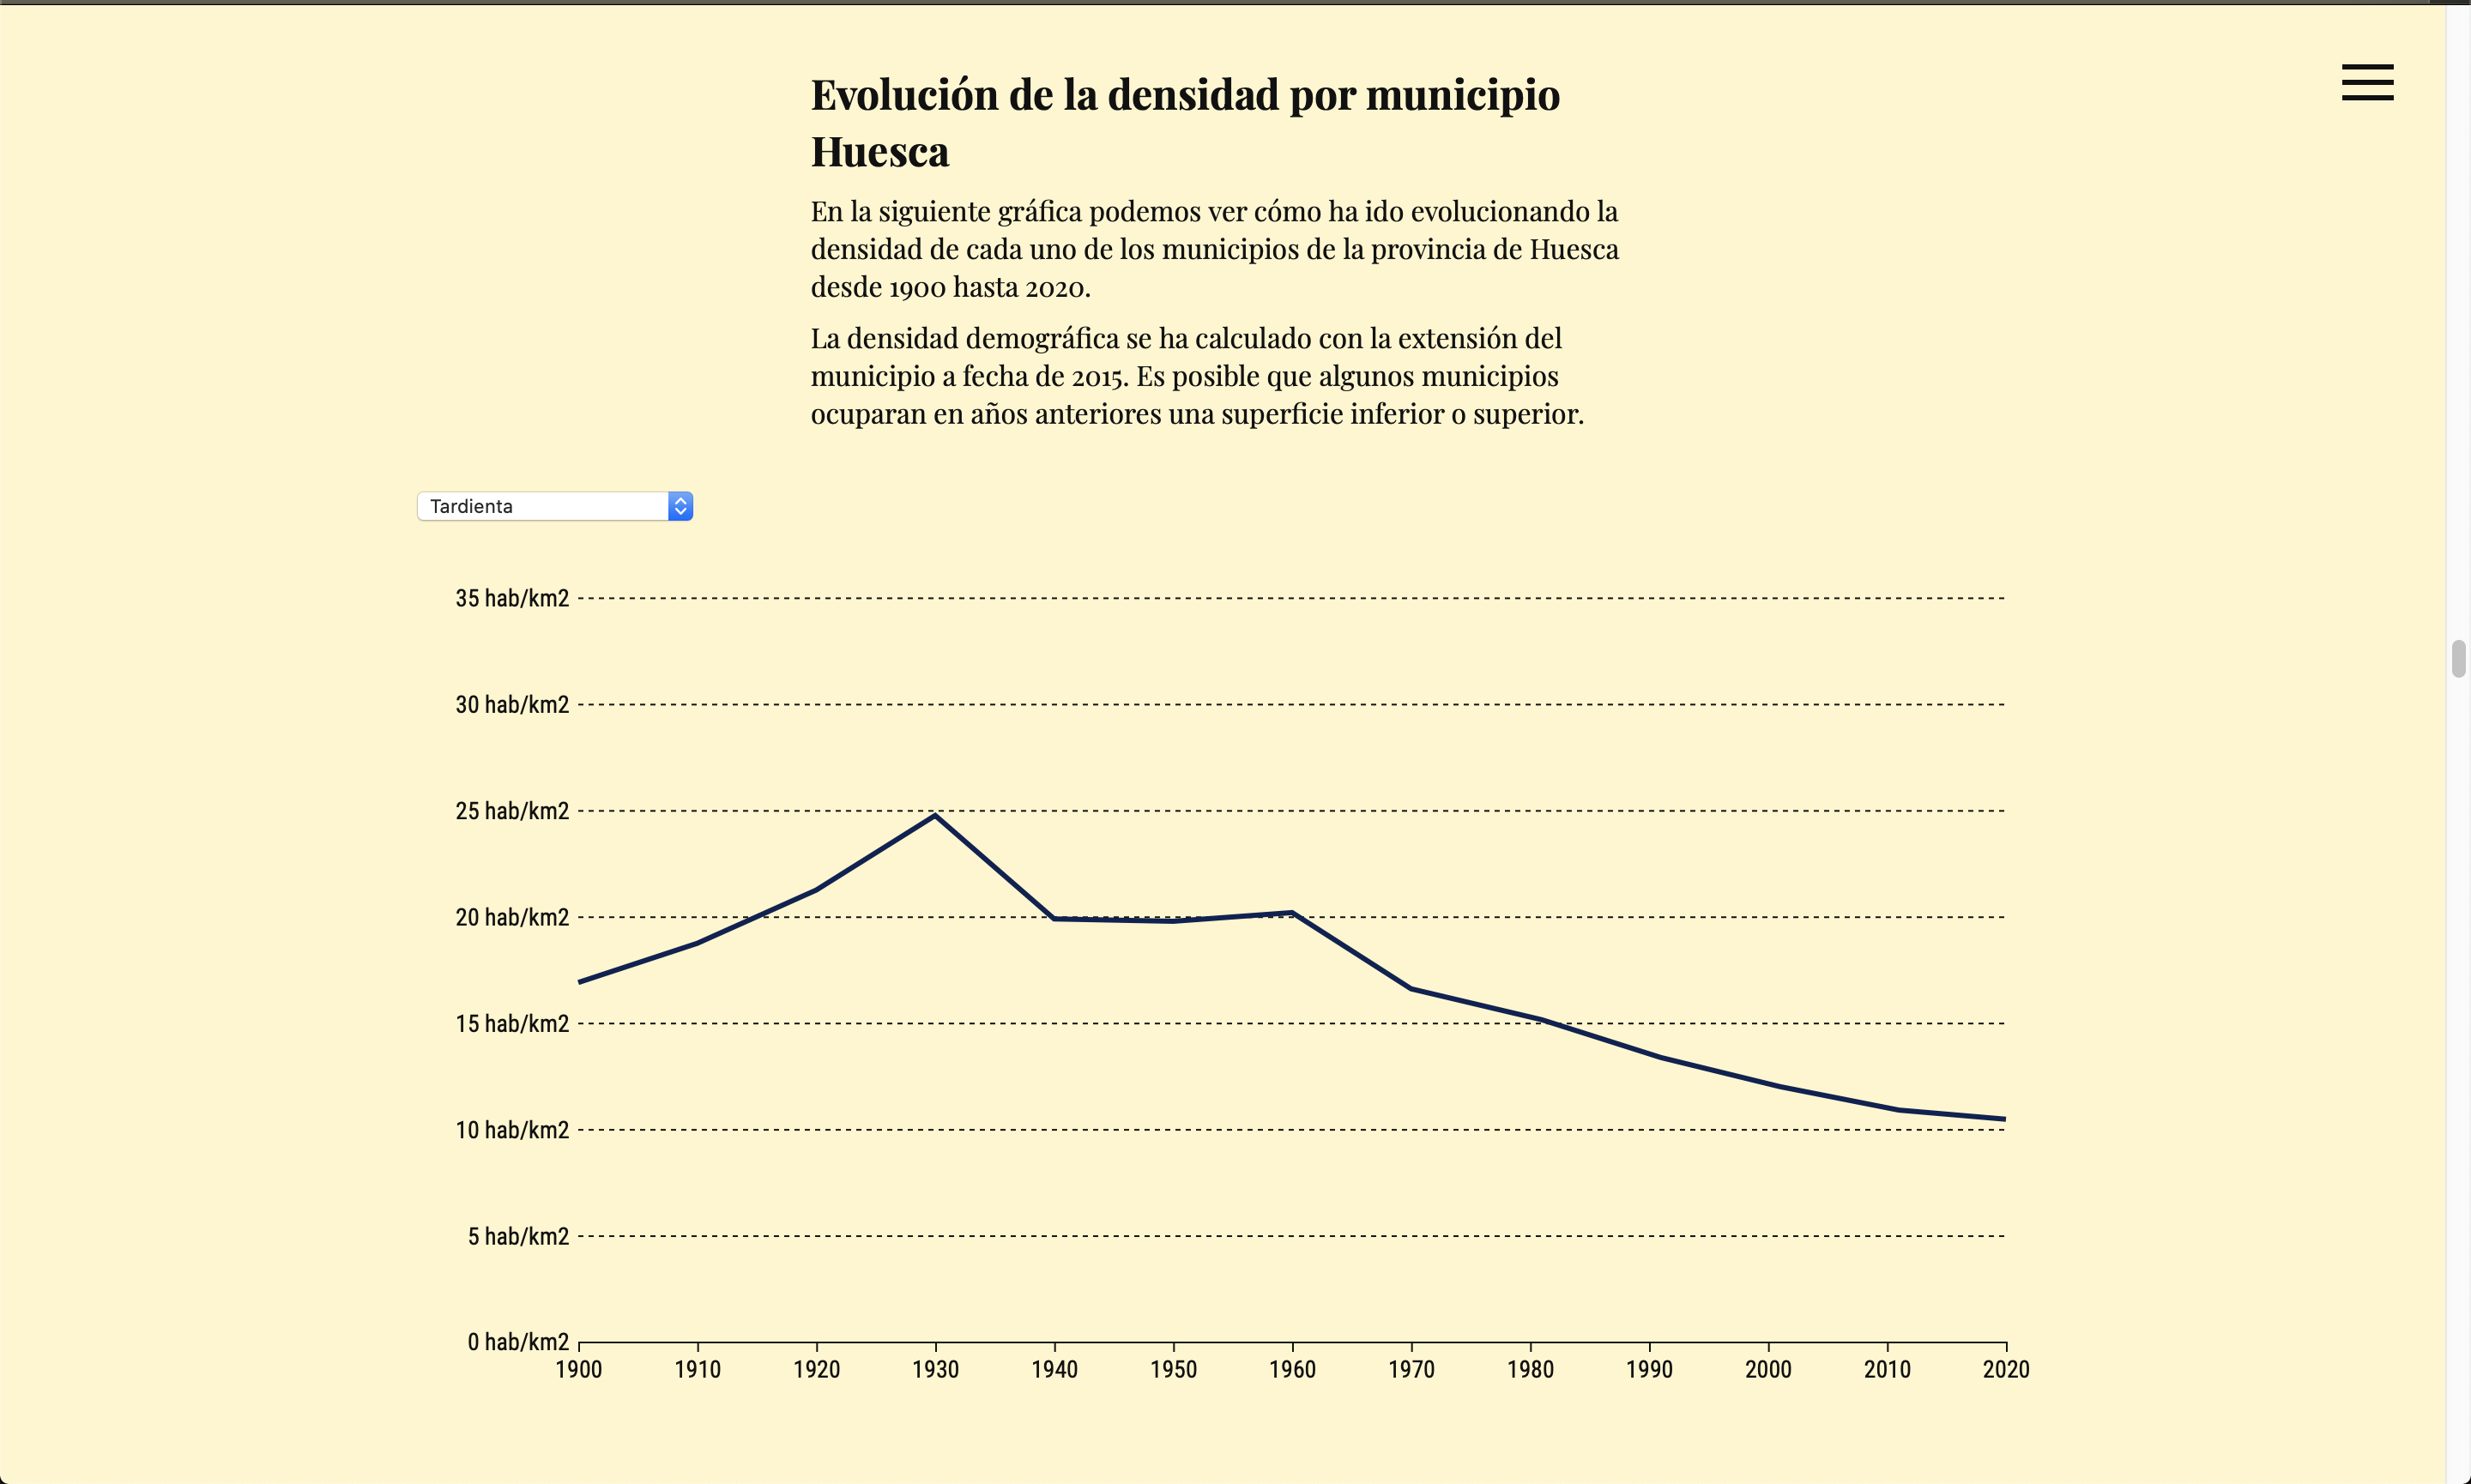 Evolución de la densidad por municipio
Huesca
En la siguiente gráfica podemos ver cómo ha ido evolucionando la
densidad de cada uno de los municipios de la provincia de Huesca
desde 1900 hasta 2020.
La densidad demográfica se ha calculado con la extensión del
municipio a fecha de 2015. Es posible que algunos municipios
ocuparan en años anteriores una superficie inferior o superior.
Tardienta
35 hab/km2
30 hab/km2
25 hab/km2
20 hab/km2
15 hab/km2
10 hab/km2
5 hab/km2
0 hab/km2
1900 1910 1920 1930 1940 1950 1960 1970 1980 1990 2000 2010 2020